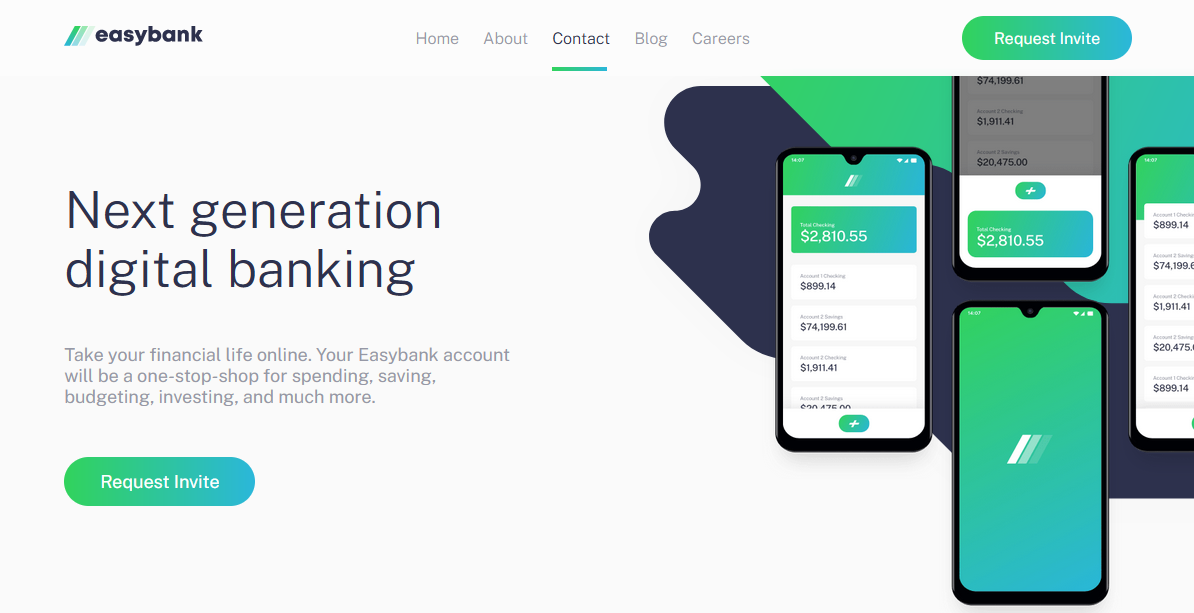 easybank
Home
About
Contact
Blog
Careers
Request Invite
Next generation
digital banking
Take your financial life online. Your Easybank account
will be a one-stop-shop for spending, saving,
budgeting, investing, and much more.
Request Invite
14:07
Total Checking
$2,810.55
Account 1 Checking
$899.14
Account 2 Savings
$74,199.61
Account 2 Checking
$1,911.41
Account 2 Savings
$20,475.00
$74,199.61
Account 2 Checking
$1,911.41
Account 2 Savings
$20,475.00
Total Checking
$2,810.55
14:07
14:07
Account 1 Checkin
$899.14
Account 2 Savings
$74,199.6
Account 2 Checkin
$1,911.41
Account 2 Savings
$20,475.
Account 1 Checkin
$899.14